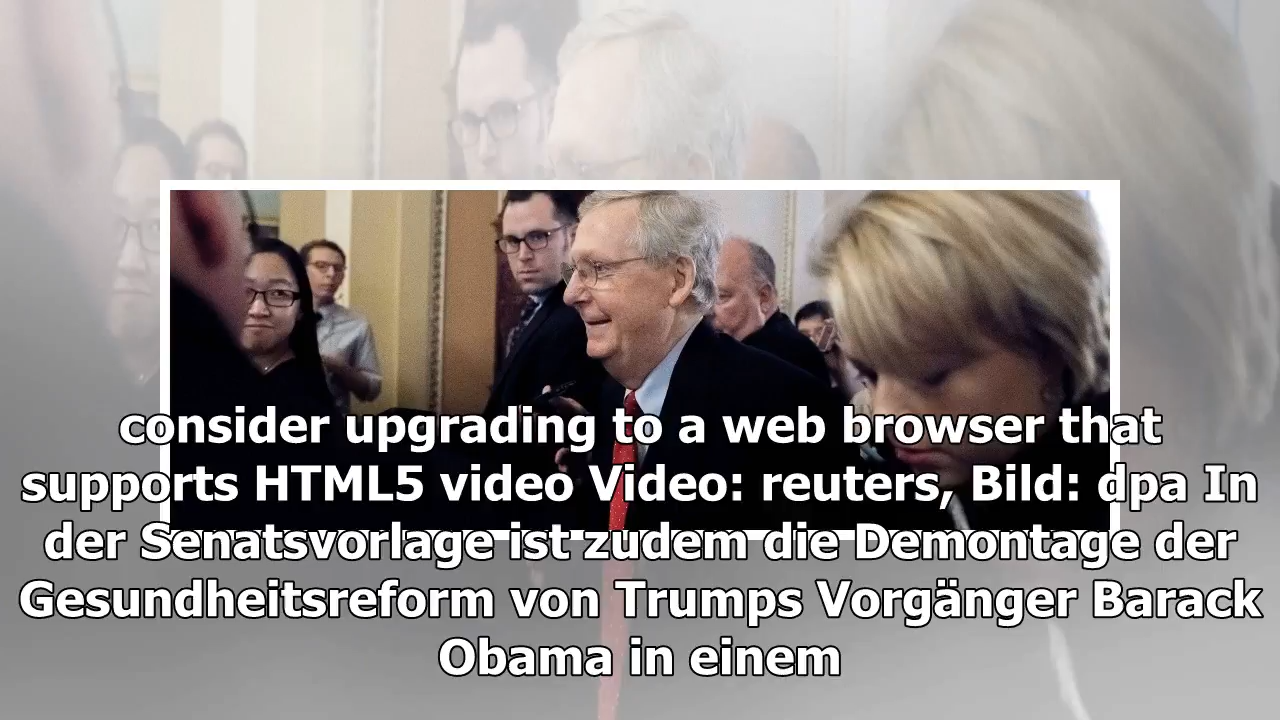 consider upgrading to a web browser that
supports HTML5 video Video: reuters, Bild: dpa In
der Senatsvorlage ist zudem die Demontage der
Gesundheitsreform von Trumps Vorgänger Barack
Obama in einem